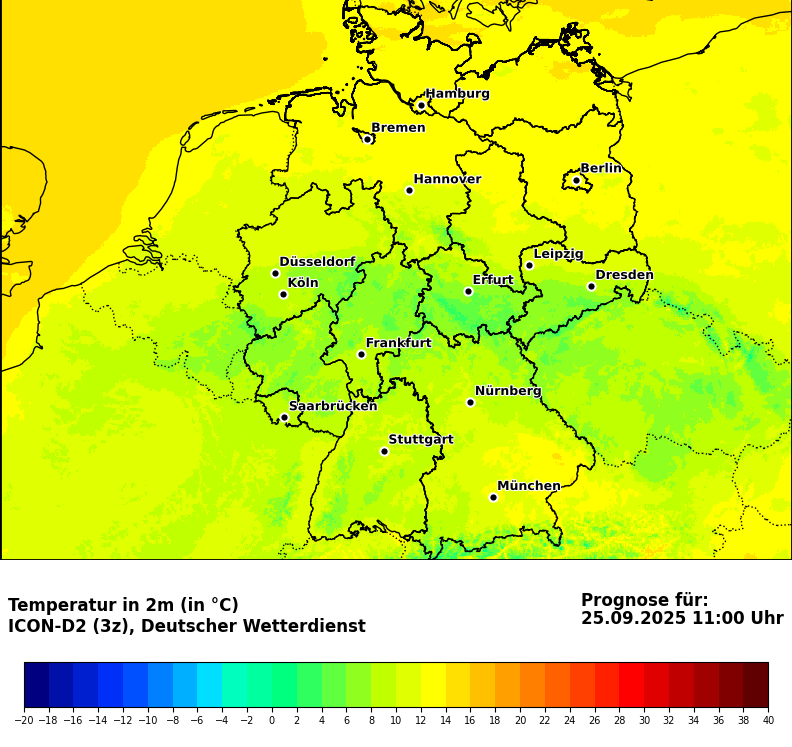 Hamburg
Bremen
Berlin
Hannover
Leipzig
Düsseldorf
Dresden
Köln
Erfurt
Frankfurt
Nürnberg
Saarbrücken
Stuttgart
München
Temperatur in 2m (in °C)
ICON-D2 (3z), Deutscher Wetterdienst
Prognose für:
25.09.2025 11:00 Uhr
−20 −18 −16 −14 −12 −10 −8 −6 −4 −2 0 2 4 6 8 10 12 14 16 18 20 22 24 26 28 30 32 34 36 38 40